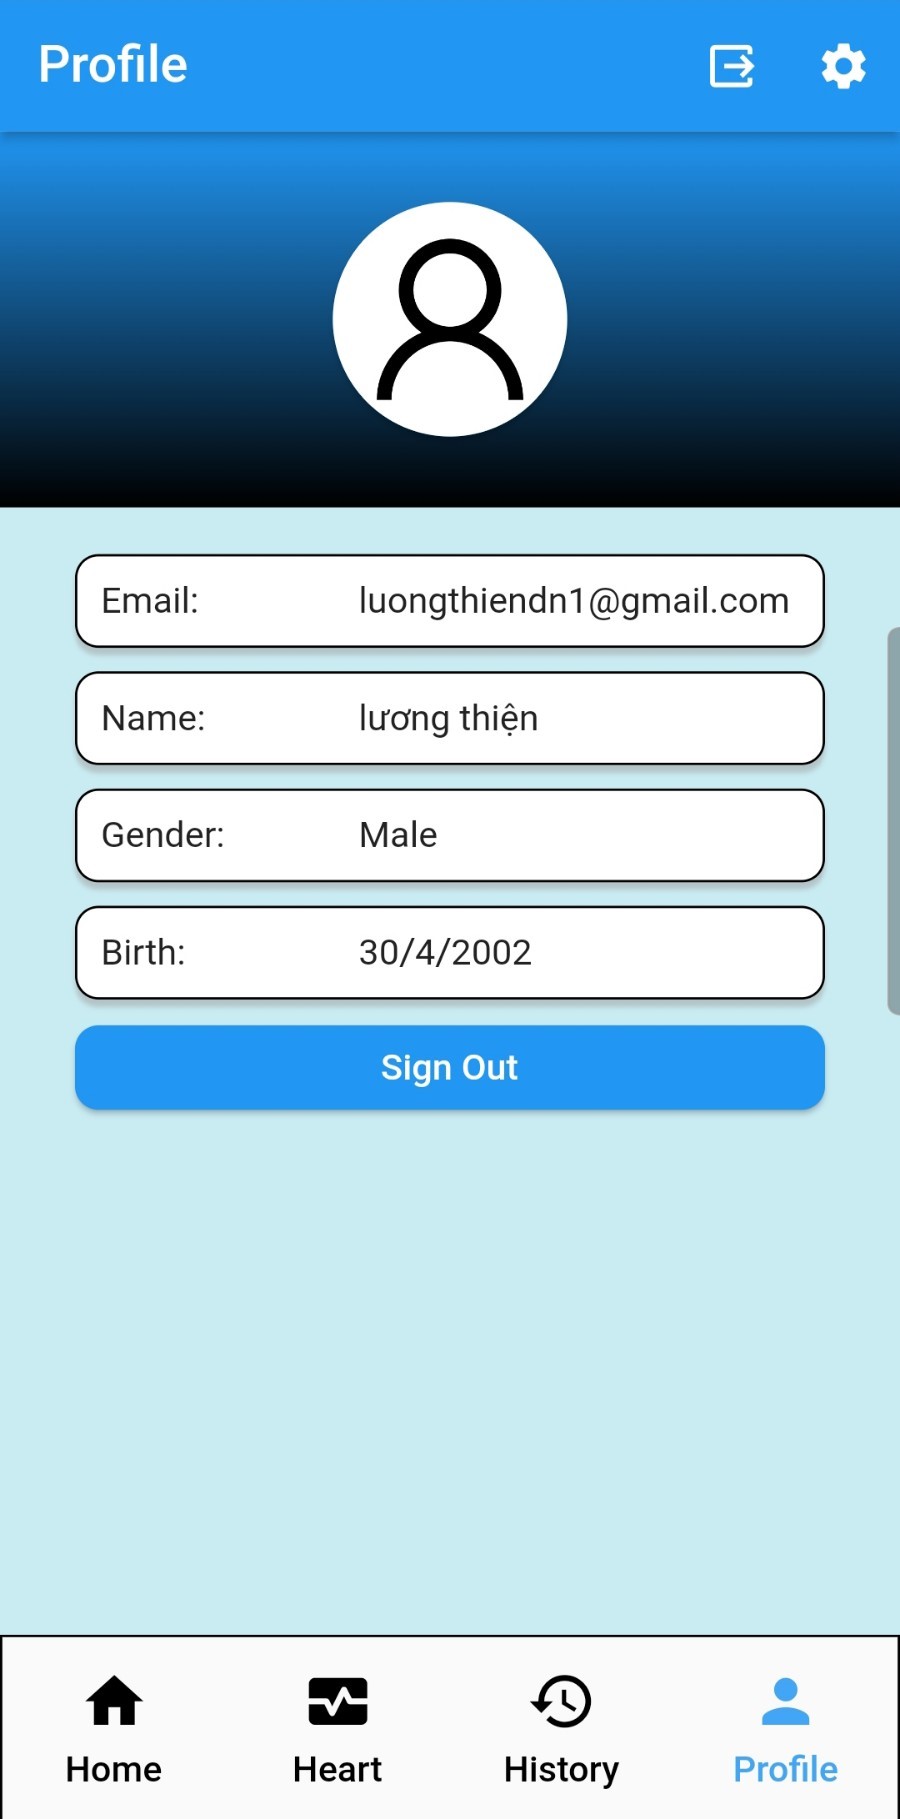 Profile
Email: luongthiendn1@gmail.com
Name: lương thiện
Gender: Male
Birth: 30/4/2002
Sign Out
Home Heart History Profile